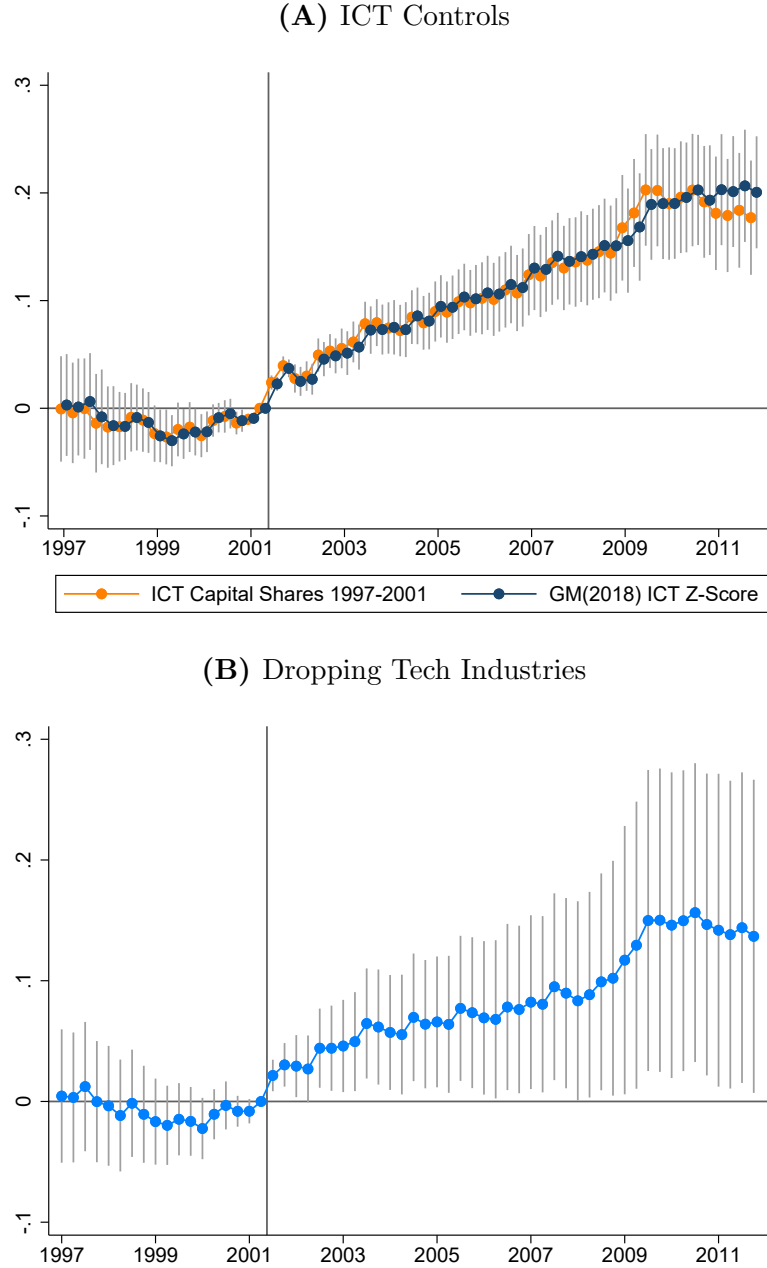 (A) ICT Controls
.3
.2
.1
0
-.1
1997 1999 2001 2003 2005 2007 2009 2011
ICT Capital Shares 1997-2001 GM(2018) ICT Z-Score
(B) Dropping Tech Industries
.3
.2
.1
0
-.1
1997 1999 2001 2003 2005 2007 2009 2011